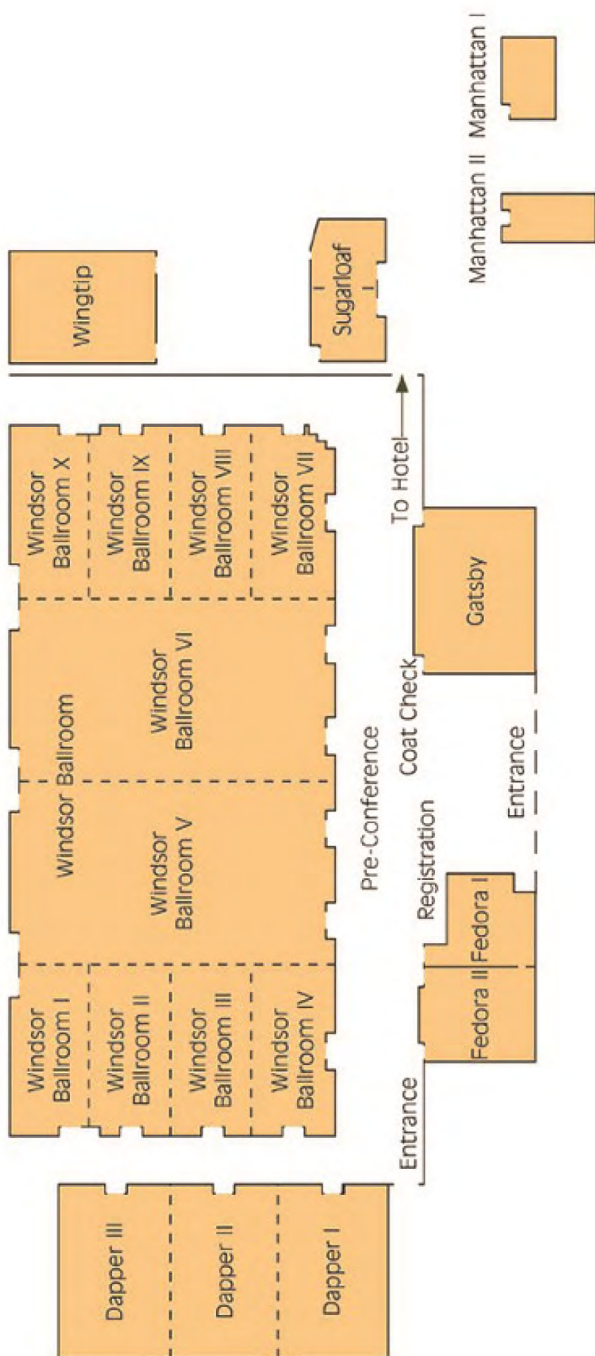 Windsor Ballroom
Windsor
Ballroom I
Windsor
Ballroom II
Windsor
Ballroom III
Windsor
Ballroom IV
Windsor
Ballroom V
Windsor
Ballroom VI
Windsor
Ballroom X
Windsor
Ballroom IX
Windsor
Ballroom VIII
Windsor
Ballroom VII
Wingtip
Sugarloaf
Dapper III
Dapper II
Dapper I
Pre-Conference
Entrance
Registration
Coat Check
To Hotel
Fedora II
Fedora I
Entrance
Gatsby
Manhattan II
Manhattan I